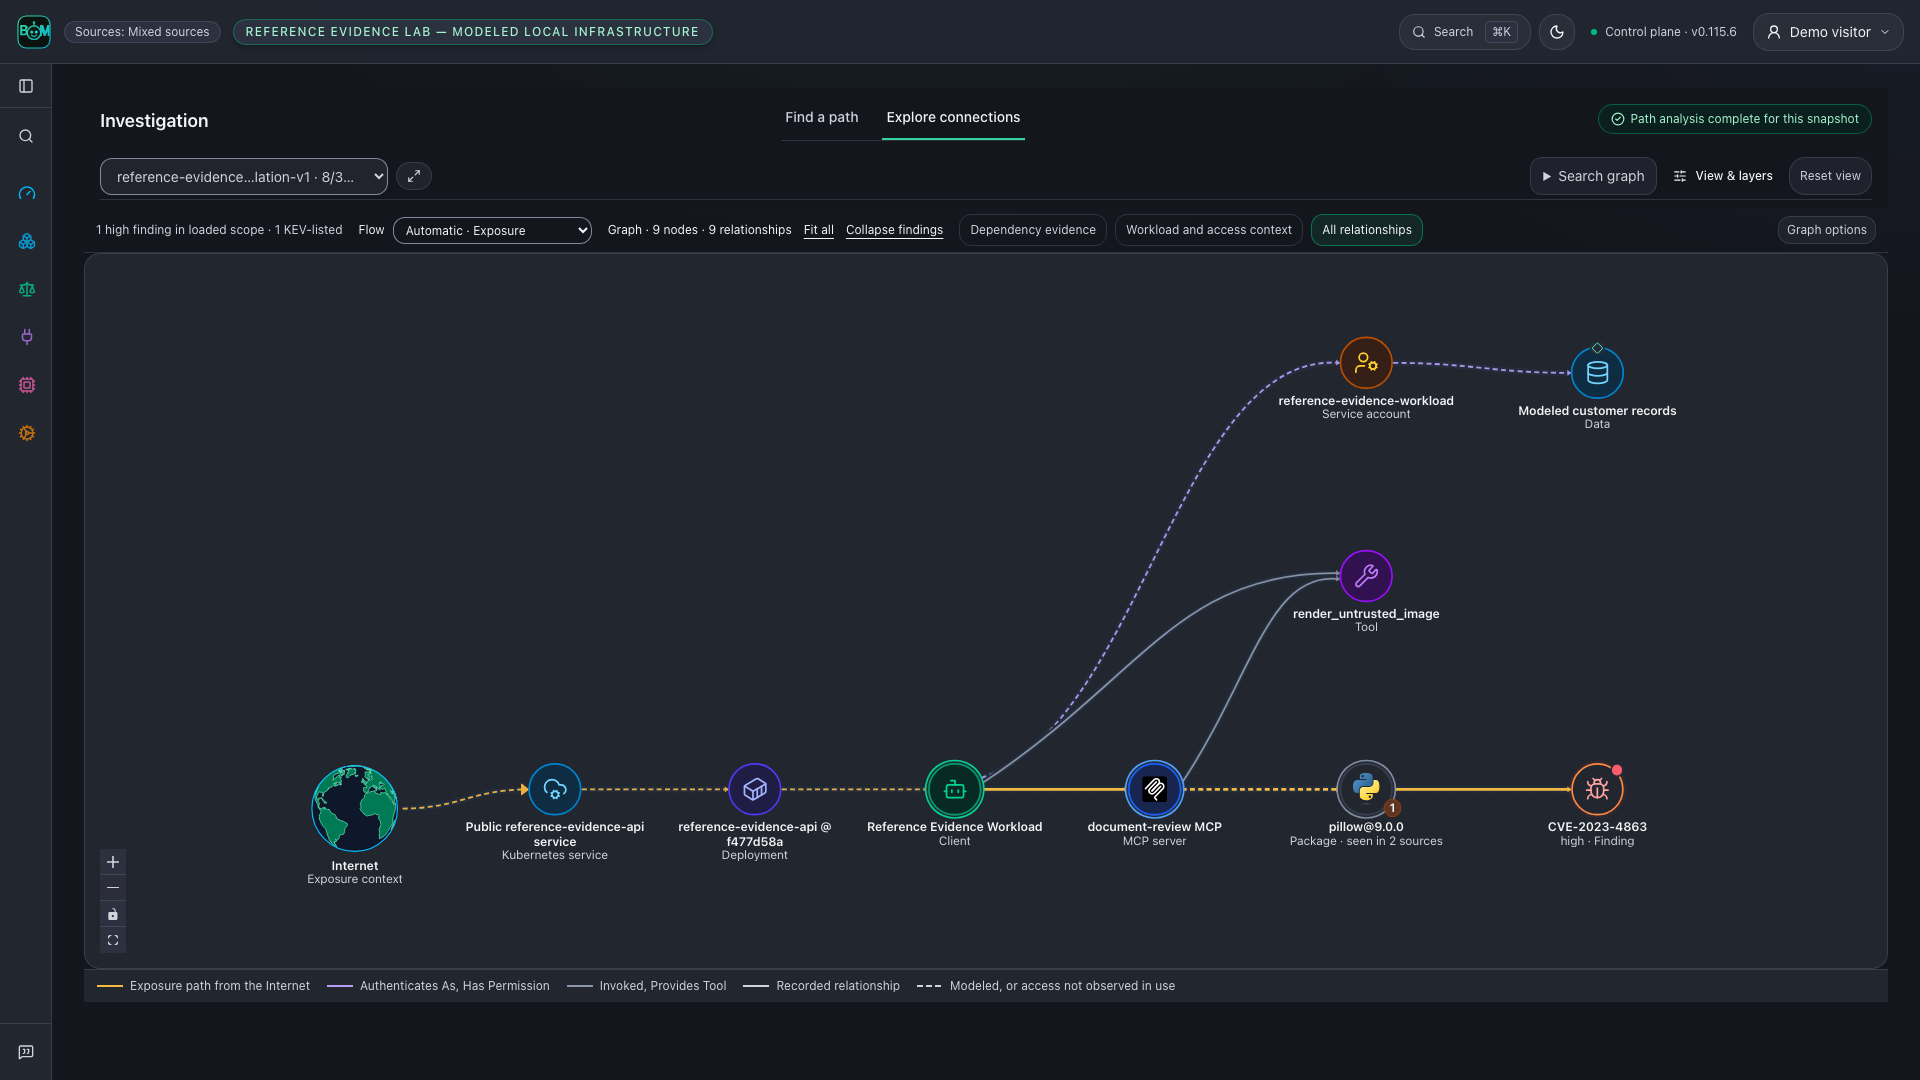 BOM
Sources: Mixed sources
REFERENCE EVIDENCE LAB — MODELED LOCAL INFRASTRUCTURE
Search ⌘K
Control plane · v0.115.6
Demo visitor
Investigation
Find a path
Explore connections
Path analysis complete for this snapshot
reference-evidence...lation-v1 · 8/3...
Search graph
View & layers
Reset view
1 high finding in loaded scope · 1 KEV-listed
Flow
Automatic · Exposure
Graph · 9 nodes · 9 relationships
Fit all
Collapse findings
Dependency evidence
Workload and access context
All relationships
Graph options
reference-evidence-workload
Service account
Modeled customer records
Data
render_untrusted_image
Tool
Internet
Exposure context
Public reference-evidence-api
service
Kubernetes service
reference-evidence-api @
f477d58a
Deployment
Reference Evidence Workload
Client
document-review MCP
MCP server
1
pillow@9.0.0
Package · seen in 2 sources
CVE-2023-4863
high · Finding
Exposure path from the Internet
Authenticates As, Has Permission
Invoked, Provides Tool
Recorded relationship
Modeled, or access not observed in use